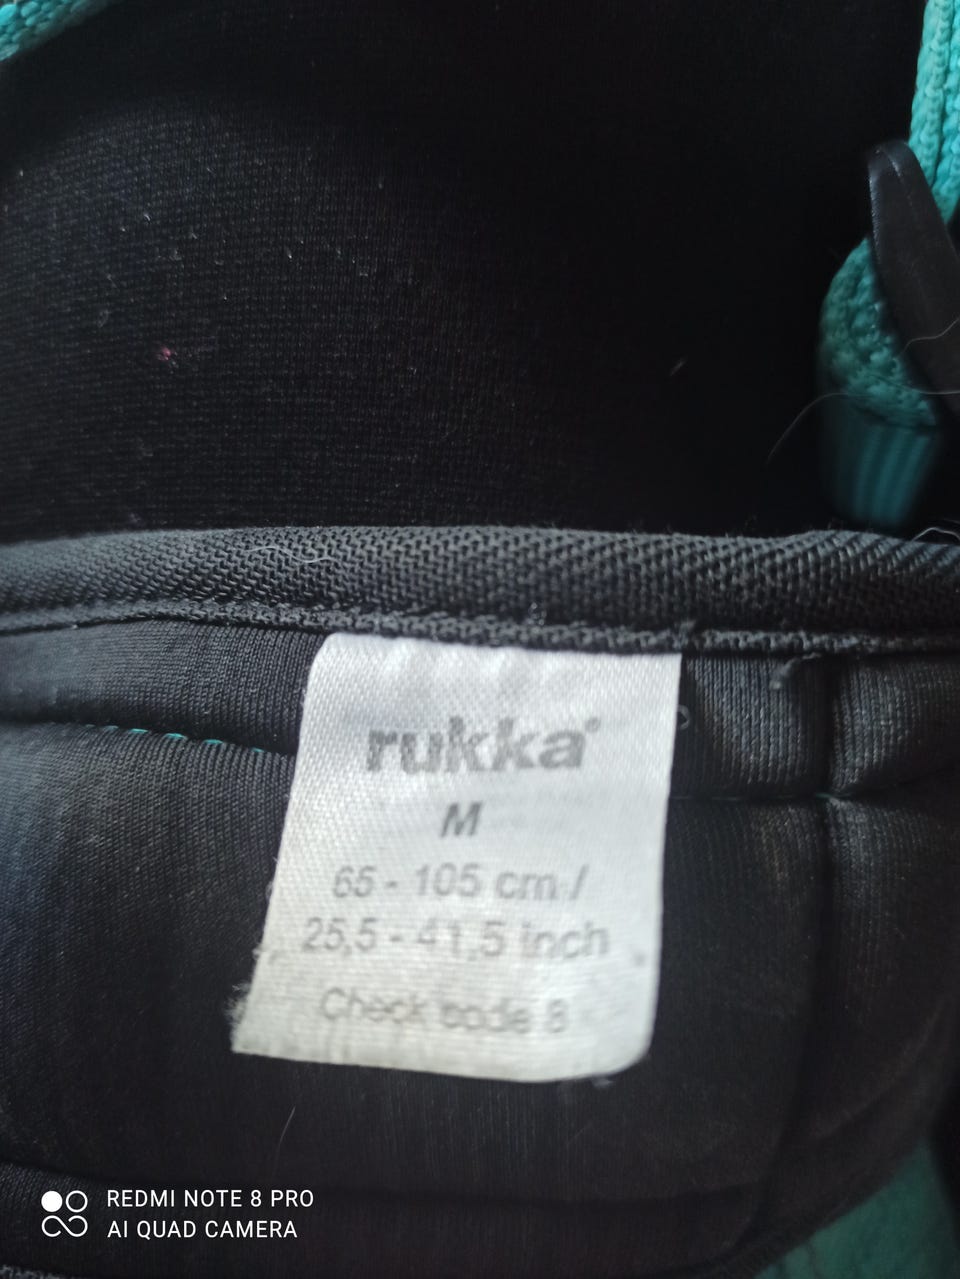 rukka®
M
65 - 105 cm /
25,5 - 41,5 inch
Check code 8
REDMI NOTE 8 PRO
AI QUAD CAMERA